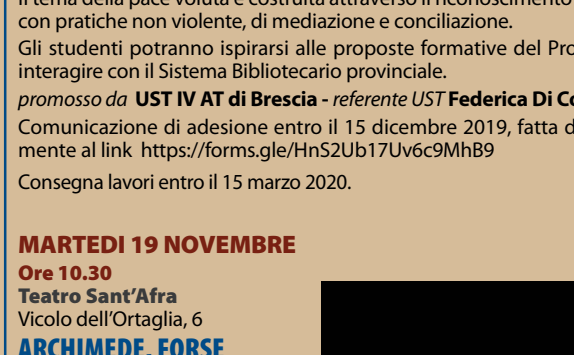 Il tema della pace voluta e costruita attraverso il riconoscimento
con pratiche non violente, di mediazione e conciliazione.
Gli studenti potranno ispirarsi alle proposte formative del Pro
interagire con il Sistema Bibliotecario provinciale.
promosso da UST IV AT di Brescia - referente UST Federica Di Co
Comunicazione di adesione entro il 15 dicembre 2019, fatta d
mente al link https://forms.gle/HnS2Ub17Uv6c9MhB9
Consegna lavori entro il 15 marzo 2020.
MARTEDI 19 NOVEMBRE
Ore 10.30
Teatro Sant'Afra
Vicolo dell'Ortaglia, 6
ARCHIMEDE. FORSE